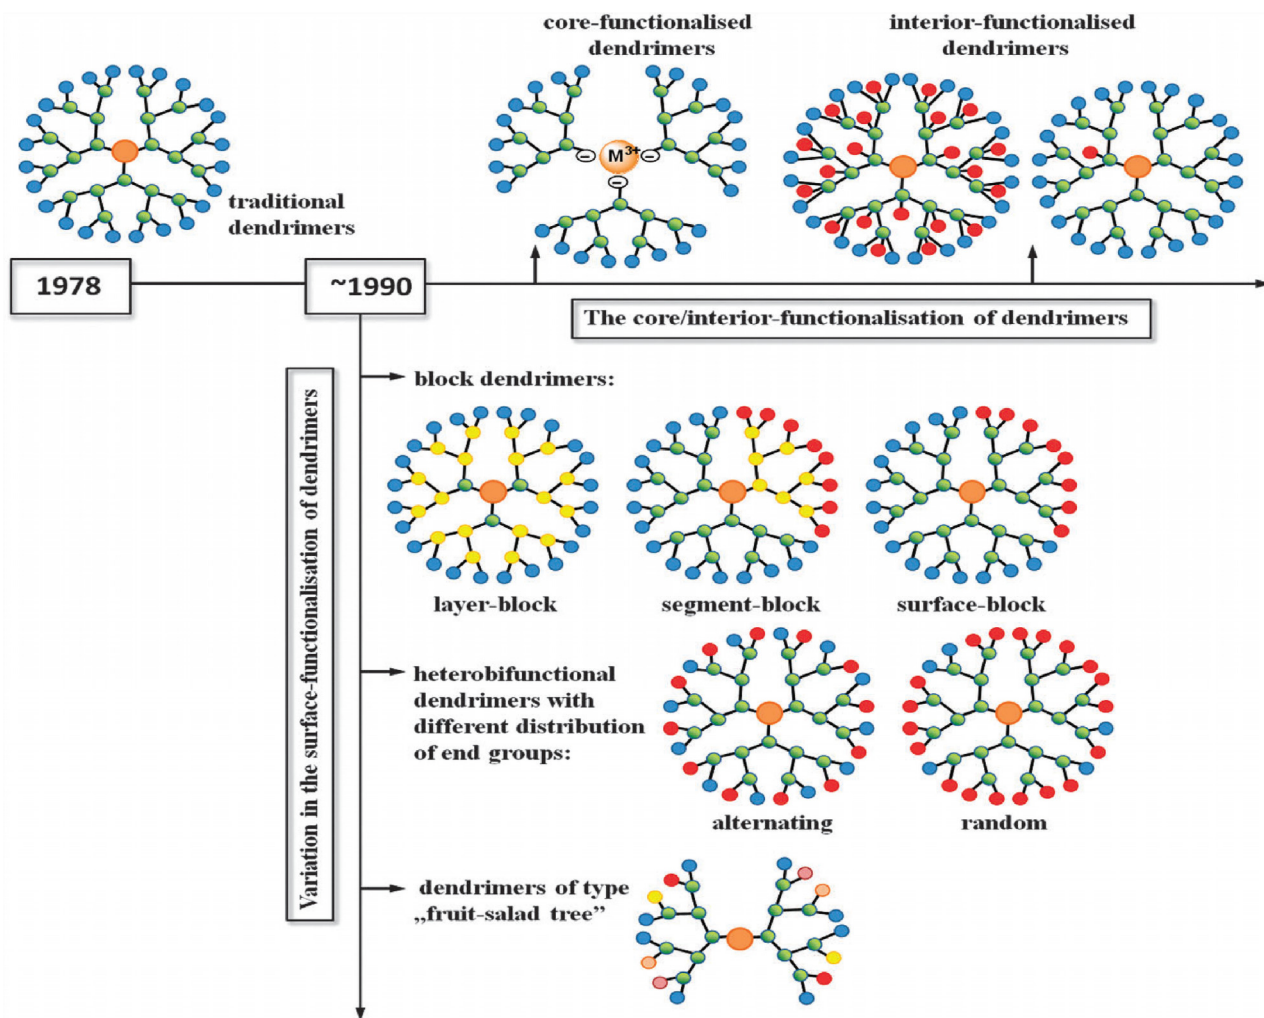 core-functionalised
dendrimers
interior-functionalised
dendrimers
M3+
traditional
dendrimers
1978
~1990
The core/interior-functionalisation of dendrimers
Variation in the surface-functionalisation of dendrimers
block dendrimers:
layer-block
segment-block
surface-block
heterobifunctional
dendrimers with
different distribution
of end groups:
alternating
random
dendrimers of type
„fruit-salad tree”